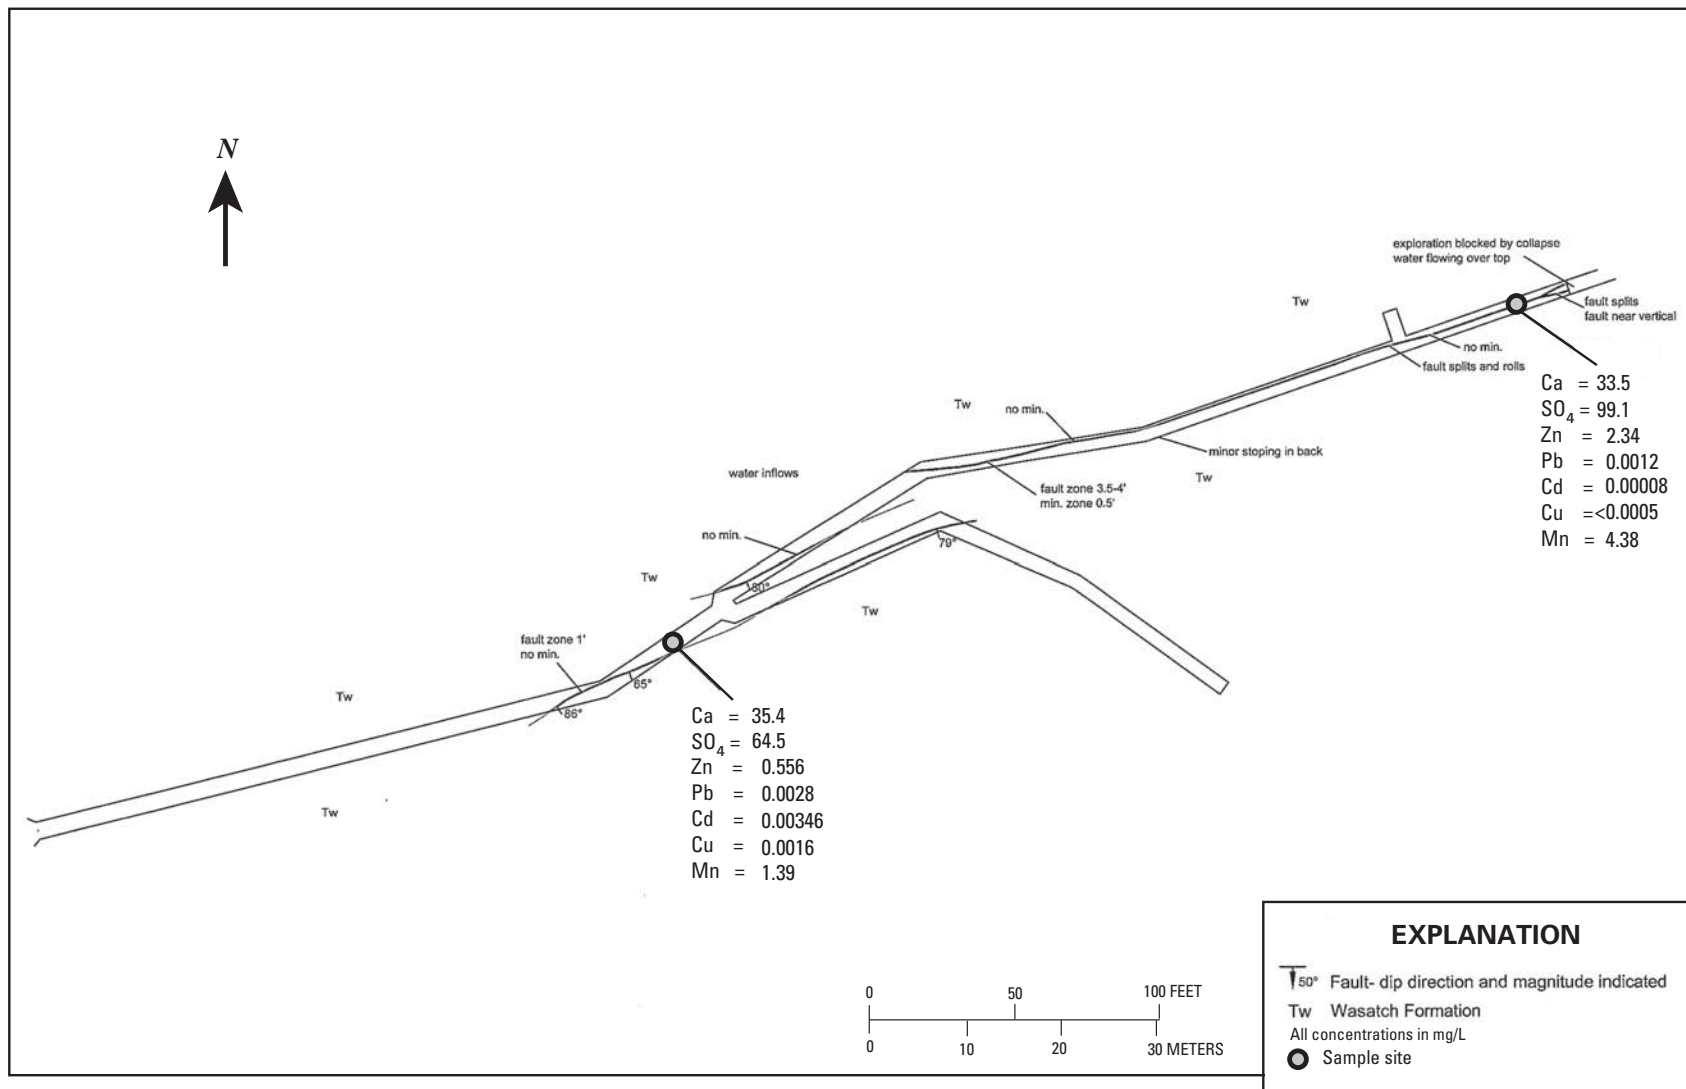 N
exploration blocked by collapse
water flowing over top
Tw
fault splits
fault near vertical
no min.
fault splits and rolls
Ca = 33.5
SO4 = 99.1
Zn = 2.34
Pb = 0.0012
Cd = 0.00008
Cu =<0.0005
Mn = 4.38
Tw
no min.
minor stoping in back
Tw
water inflows
fault zone 3.5-4'
min. zone 0.5'
no min.
79°
Tw
80°
Tw
fault zone 1'
no min.
65°
86°
Tw
Tw
Ca = 35.4
SO4 = 64.5
Zn = 0.556
Pb = 0.0028
Cd = 0.00346
Cu = 0.0016
Mn = 1.39
0 50 100 FEET
0 10 20 30 METERS
EXPLANATION
50° Fault- dip direction and magnitude indicated
Tw Wasatch Formation
All concentrations in mg/L
Sample site